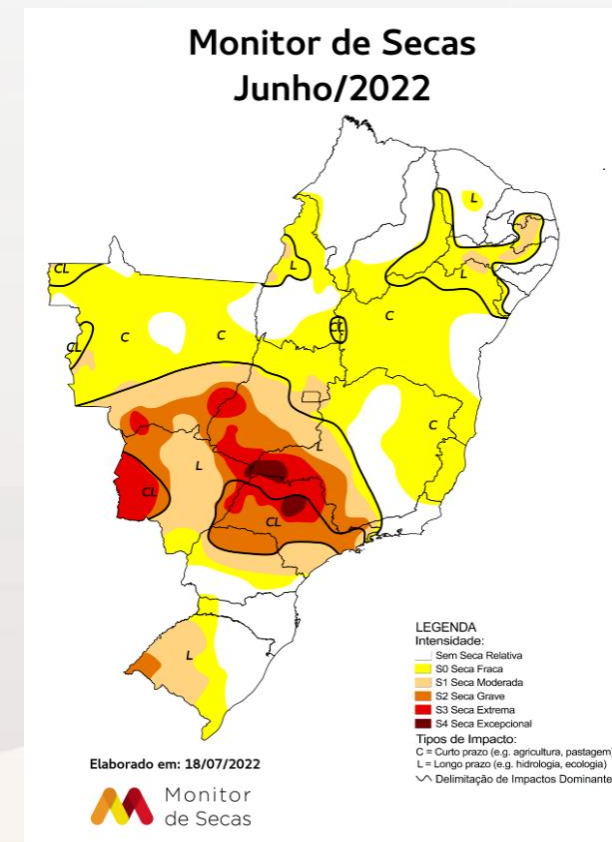 Monitor de Secas
Junho/2022
L
CL
L
L
C
CL
C
C
CL
C
L
L
CL
CL
L
LEGENDA
Intensidade:
Sem Seca Relativa
S0 Seca Fraca
S1 Seca Moderada
S2 Seca Grave
S3 Seca Extrema
S4 Seca Excepcional
Tipos de Impacto:
C = Curto prazo (e.g. agricultura, pastagem
L = Longo prazo (e.g. hidrologia, ecologia)
Delimitação de Impactos Dominante
Elaborado em: 18/07/2022
Monitor
de Secas